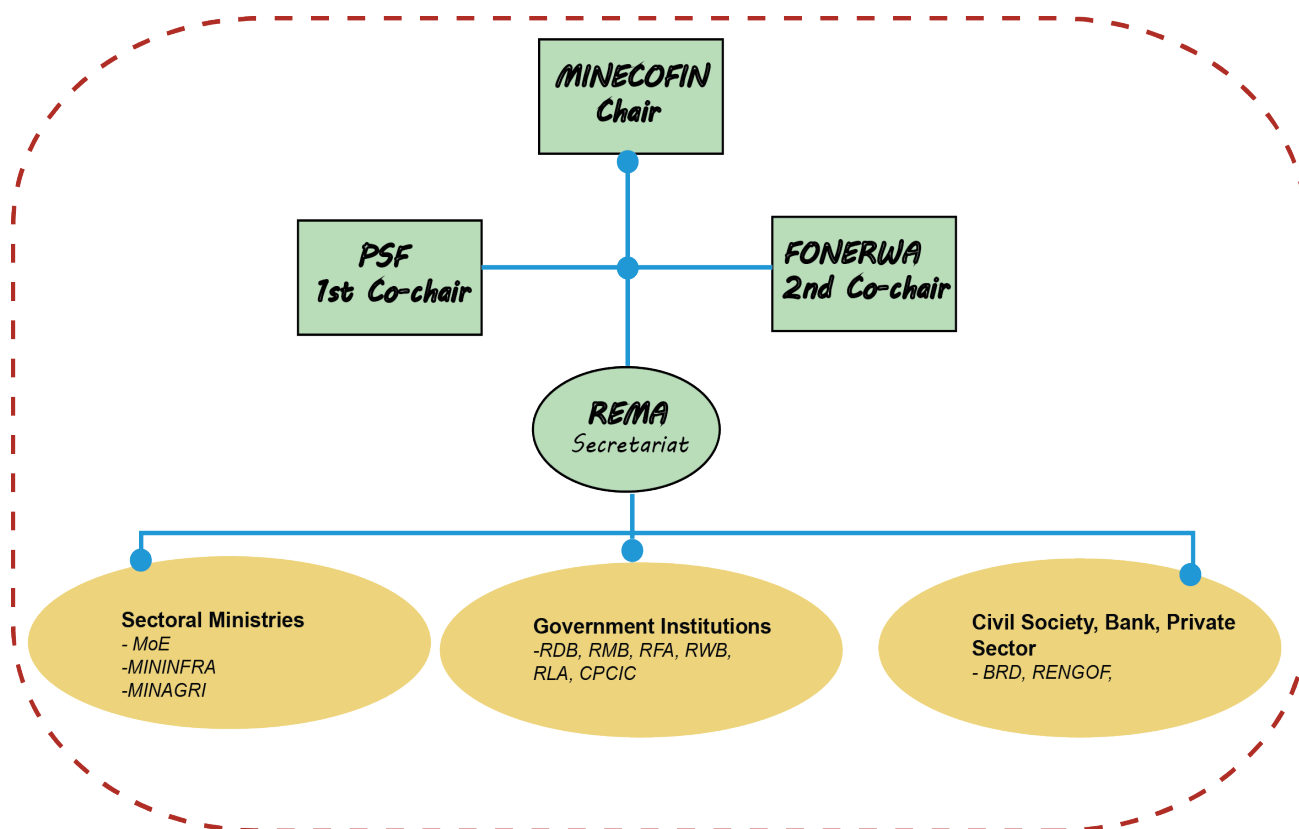 MINECOFIN
Chair
PSF
1st Co-chair
FONERWA
2nd Co-chair
REMA
Secretariat
Sectoral Ministries
- MoE
-MININFRA
-MINAGRI
Government Institutions
-RDB, RMB, RFA, RWB,
RLA, CPCIC
Civil Society, Bank, Private
Sector
- BRD, RENGOF,